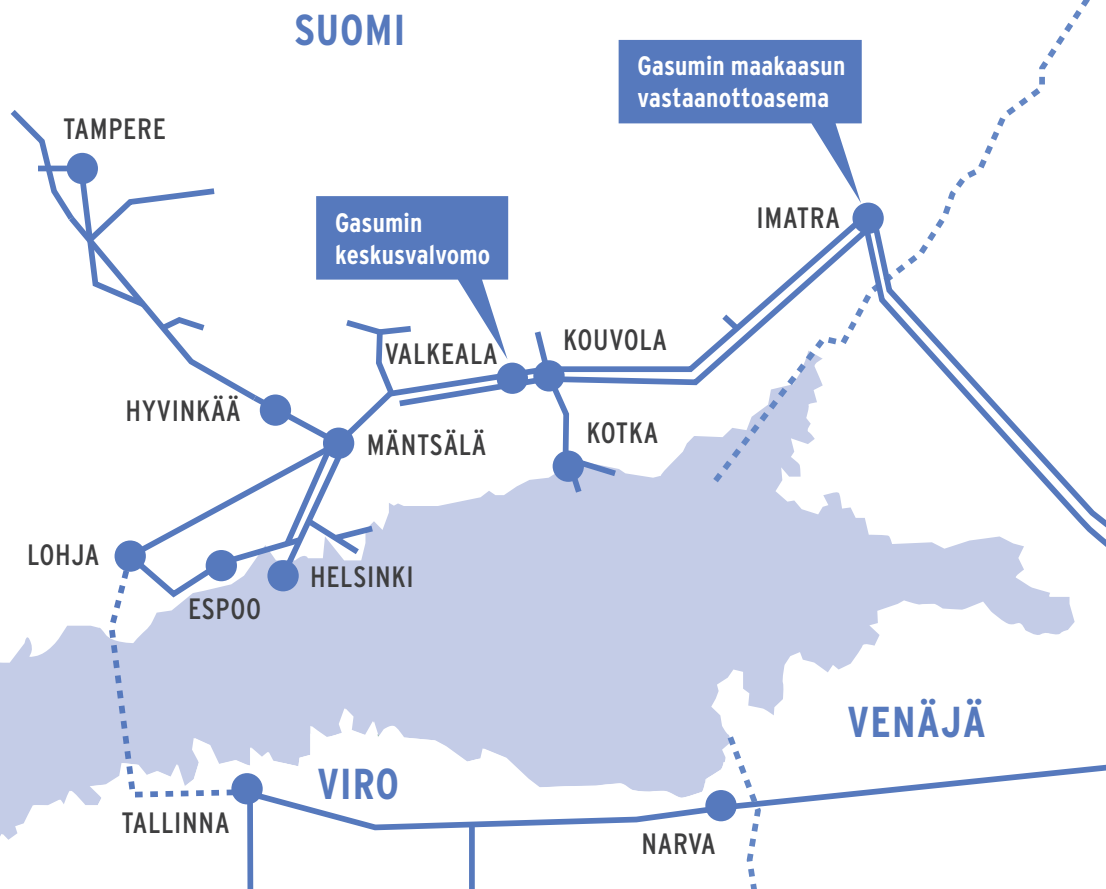 SUOMI
Gasumin maakaasun
vastaanottoasema
TAMPERE
IMATRA
Gasumin
keskusvalvomo
KOUVOLA
VALKEALA
HYVINKÄÄ
KOTKA
MÄNTSÄLÄ
LOHJA
HELSINKI
ESPOO
VENÄJÄ
VIRO
TALLINNA
NARVA